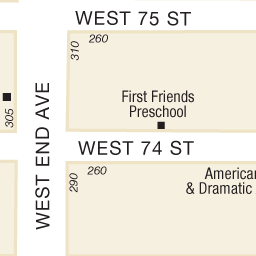 WEST 75 ST
260
310
First Friends
Preschool
305
WEST END AVE
WEST 74 ST
260
290
American
& Dramatic